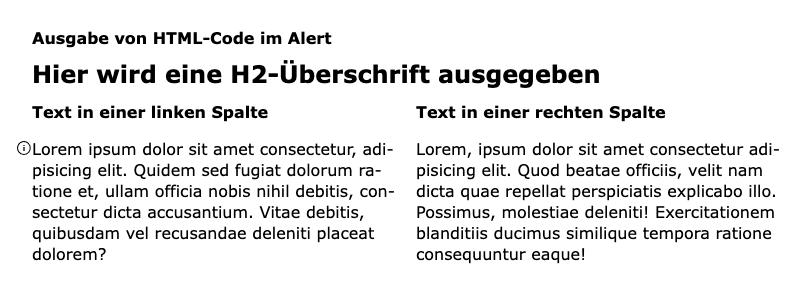 Ausgabe von HTML-Code im Alert
Hier wird eine H2-Überschrift ausgegeben
Text in einer linken Spalte
Lorem ipsum dolor sit amet consectetur, adi-
pisicing elit. Quidem sed fugiat dolorum ra-
tione et, ullam officia nobis nihil debitis, con-
sectetur dicta accusantium. Vitae debitis,
quibusdam vel recusandae deleniti placeat
dolorem?
Text in einer rechten Spalte
Lorem, ipsum dolor sit amet consectetur adi-
pisicing elit. Quod beatae officiis, velit nam
dicta quae repellat perspiciatis explicabo illo.
Possimus, molestiae deleniti! Exercitationem
blanditiis ducimus similique tempora ratione
consequuntur eaque!